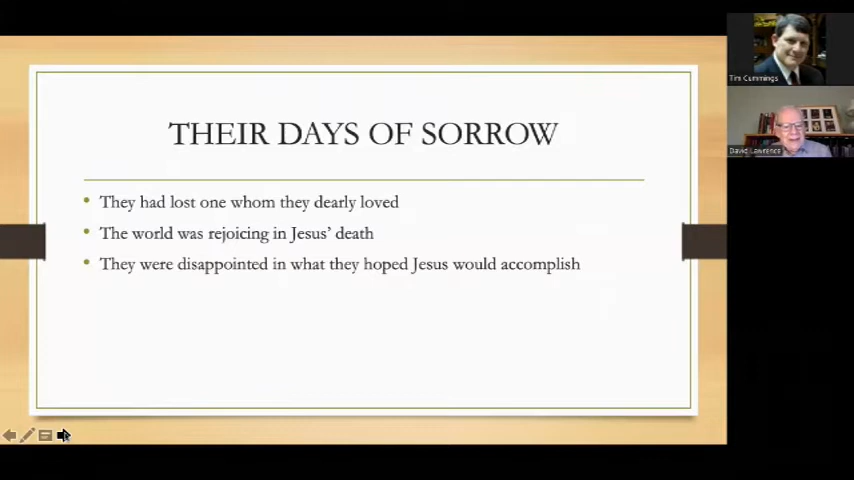 THEIR DAYS OF SORROW
• They had lost one whom they dearly loved
• The world was rejoicing in Jesus' death
• They were disappointed in what they hoped Jesus would accomplish
Tim Cummings
David Lawrence